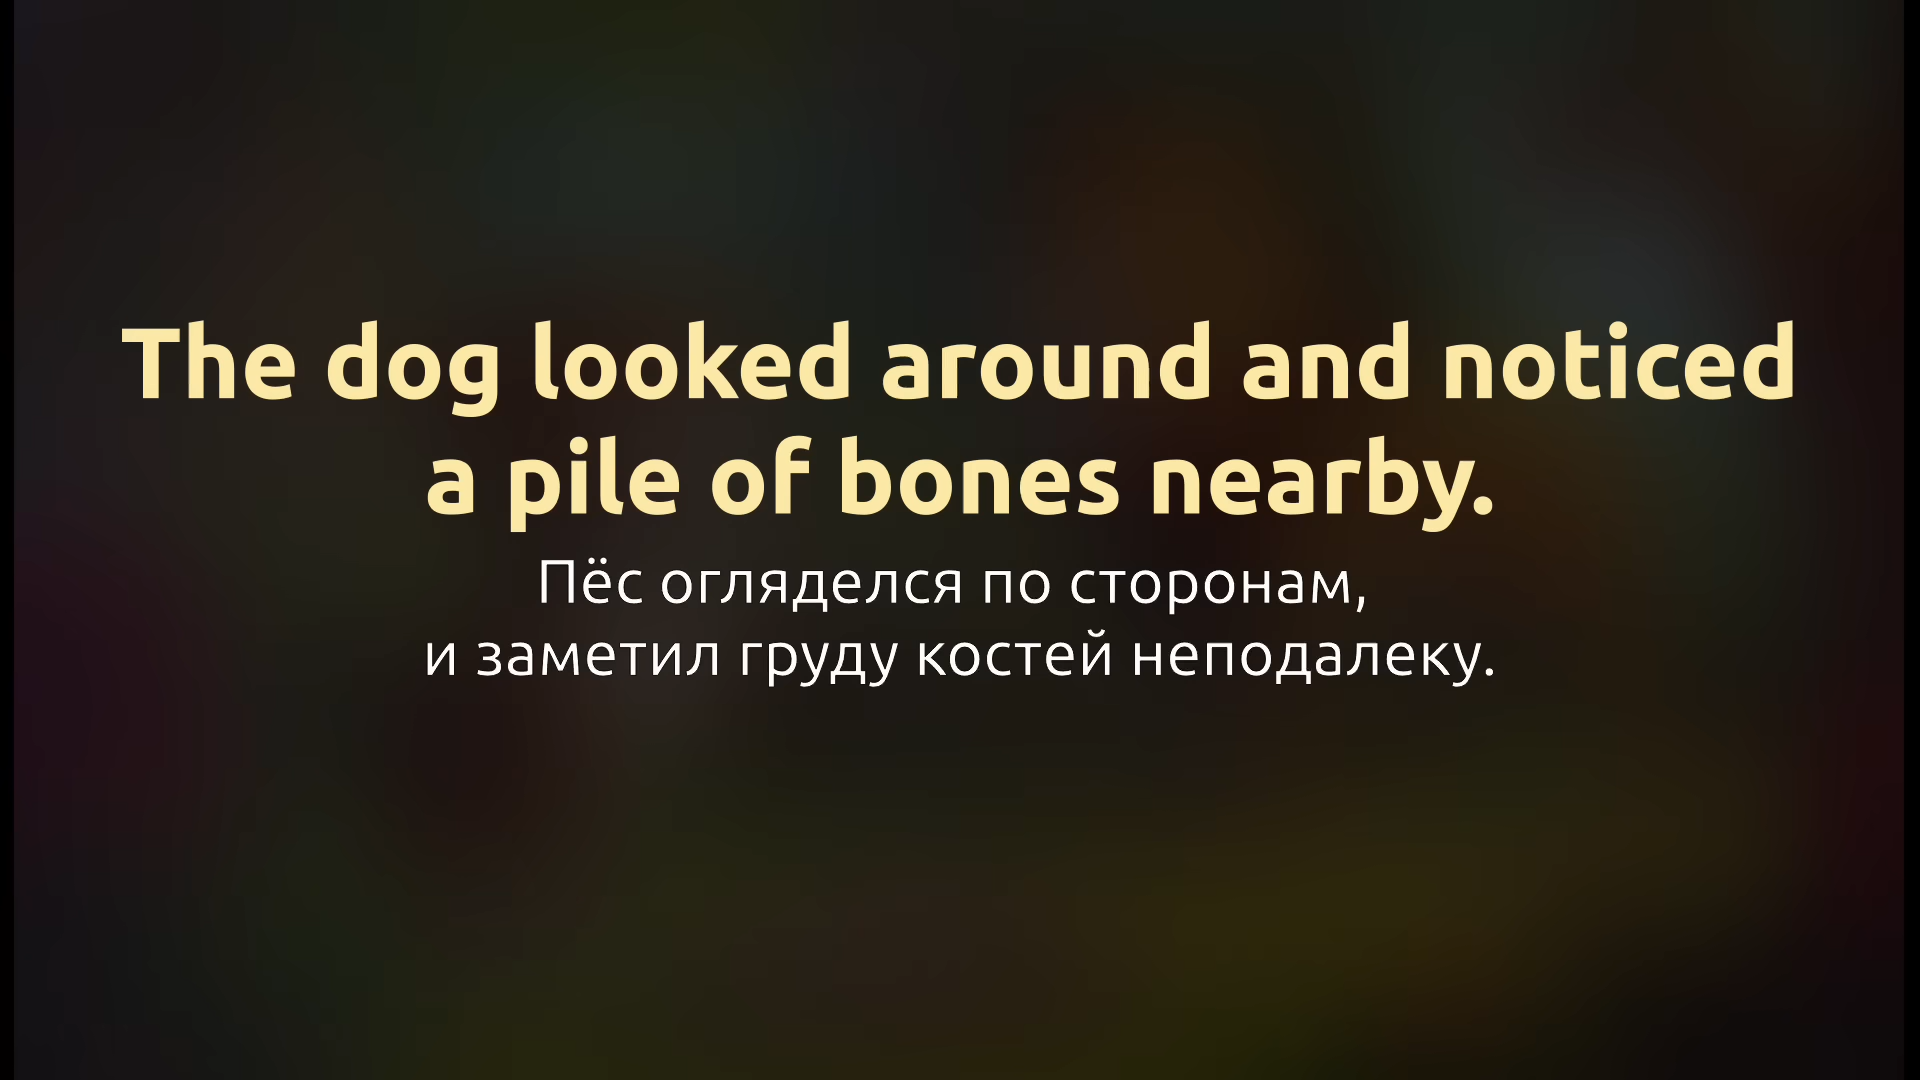 The dog looked around and noticed
a pile of bones nearby.
Пёс огляделся по сторонам,
и заметил груду костей неподалеку.